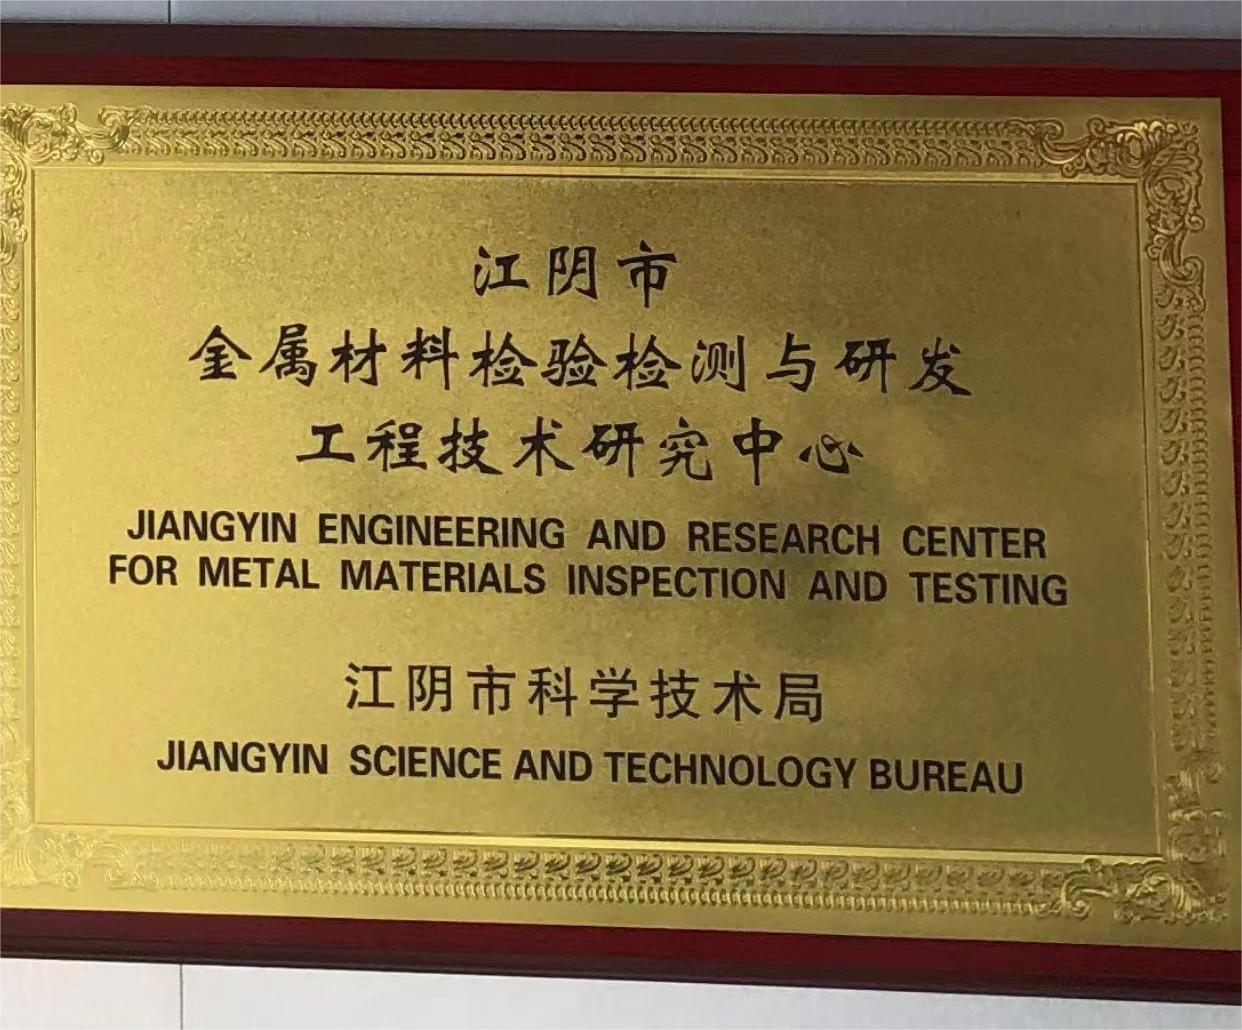 江阴市
金属材料检验检测与研发
工程技术研究中心
JIANGYIN ENGINEERING AND RESEARCH CENTER
FOR METAL MATERIALS INSPECTION AND TESTING
江阴市科学技术局
JIANGYIN SCIENCE AND TECHNOLOGY BUREAU